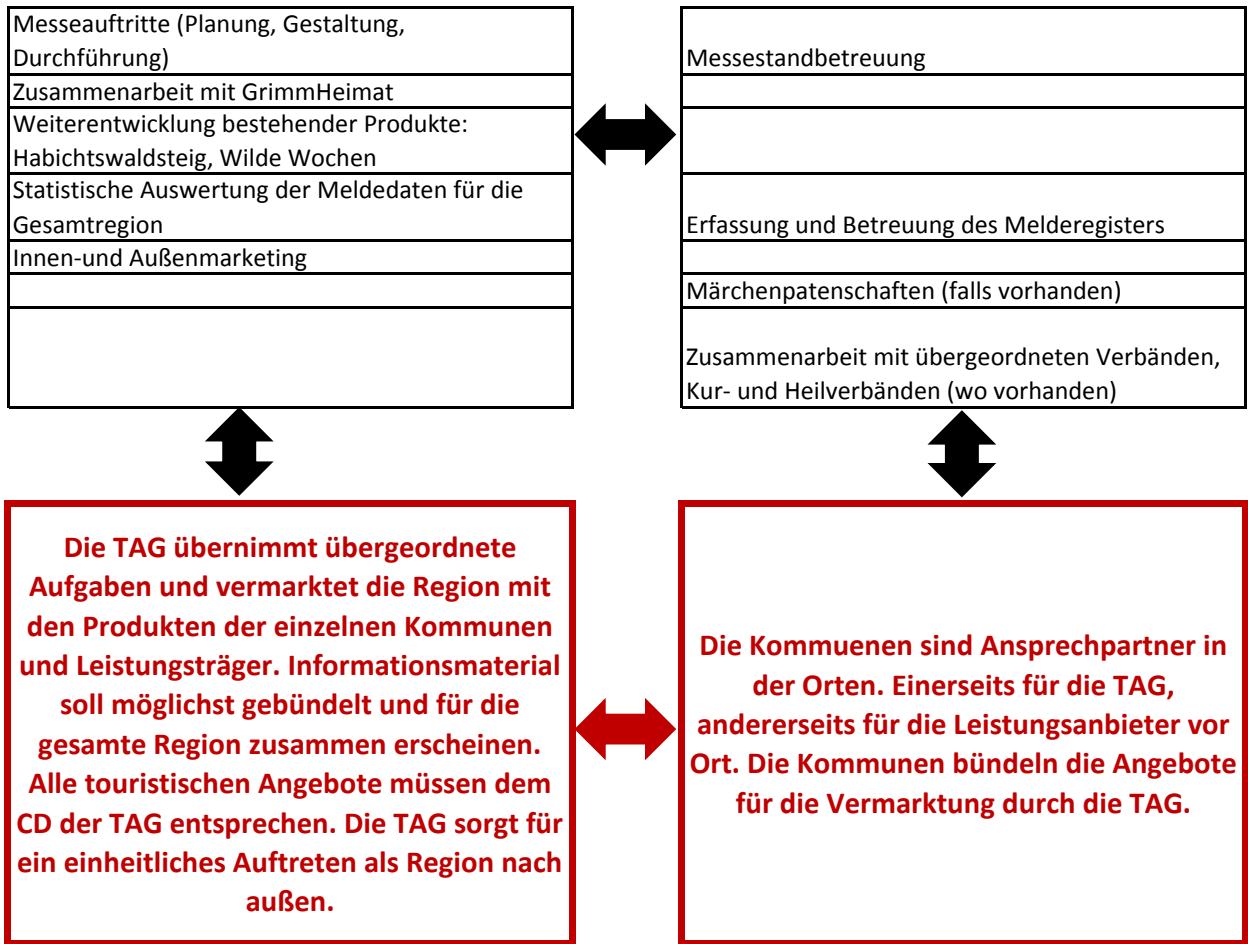 Messeauftritte (Planung, Gestaltung,
Durchführung)
Messestandbetreuung
Zusammenarbeit mit GrimmHeimat
Weiterentwicklung bestehender Produkte:
Habichtswaldsteig, Wilde Wochen
Statistische Auswertung der Meldedaten für die
Gesamtregion
Erfassung und Betreuung des Melderegisters
Innen-und Außenmarketing
Märchenpatenschaften (falls vorhanden)
Zusammenarbeit mit übergeordneten Verbänden,
Kur- und Heilverbänden (wo vorhanden)
Die TAG übernimmt übergeordnete
Aufgaben und vermarktet die Region mit
den Produkten der einzelnen Kommunen
und Leistungsträger. Informationsmaterial
soll möglichst gebündelt und für die
gesamte Region zusammen erscheinen.
Alle touristischen Angebote müssen dem
CD der TAG entsprechen. Die TAG sorgt für
ein einheitliches Auftreten als Region nach
außen.
Die Kommuenen sind Ansprechpartner in
der Orten. Einerseits für die TAG,
andererseits für die Leistungsanbieter vor
Ort. Die Kommunen bündeln die Angebote
für die Vermarktung durch die TAG.